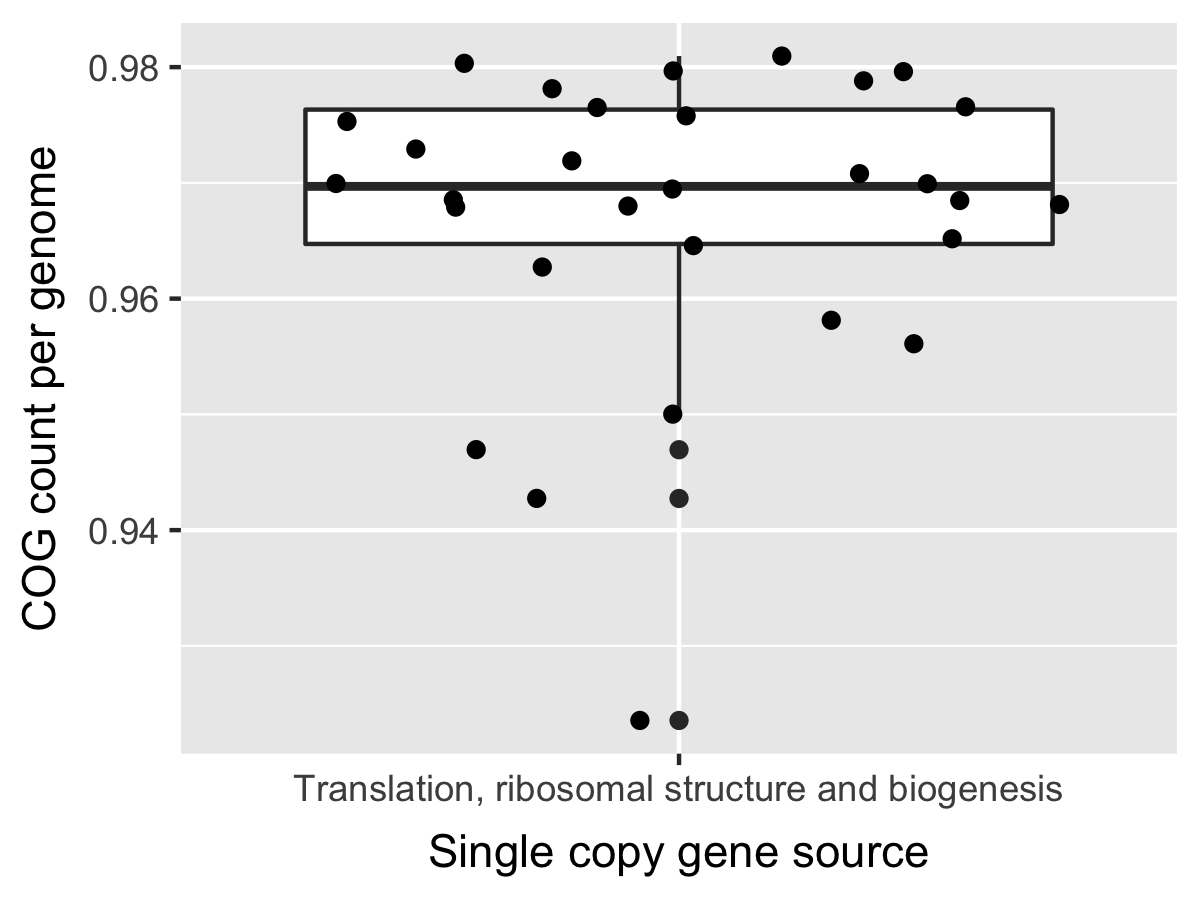 COG count per genome
0.98
0.96
0.94
Translation, ribosomal structure and biogenesis
Single copy gene source